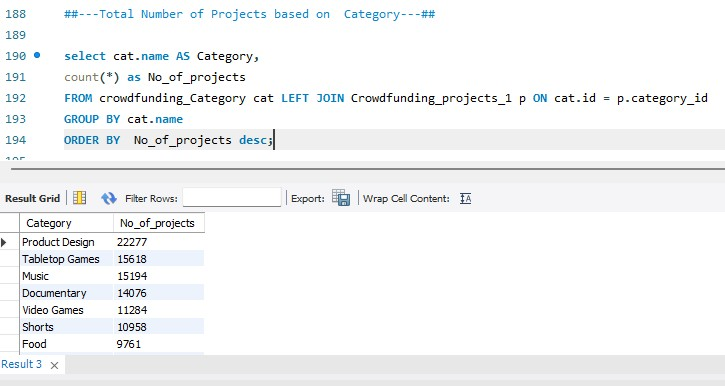 188 ##---Total Number of Projects based on Category---##
189
190 select cat.name AS Category,
191 count(*) as No_of_projects
192 FROM crowdfunding_Category cat LEFT JOIN Crowdfunding_projects_1 p ON cat.id = p.category_id
193 GROUP BY cat.name
194 ORDER BY No_of_projects desc;
Result Grid Filter Rows: Export: Wrap Cell Content:
Category No_of_projects
Product Design 22277
Tabletop Games 15618
Music 15194
Documentary 14076
Video Games 11284
Shorts 10958
Food 9761
Result 3